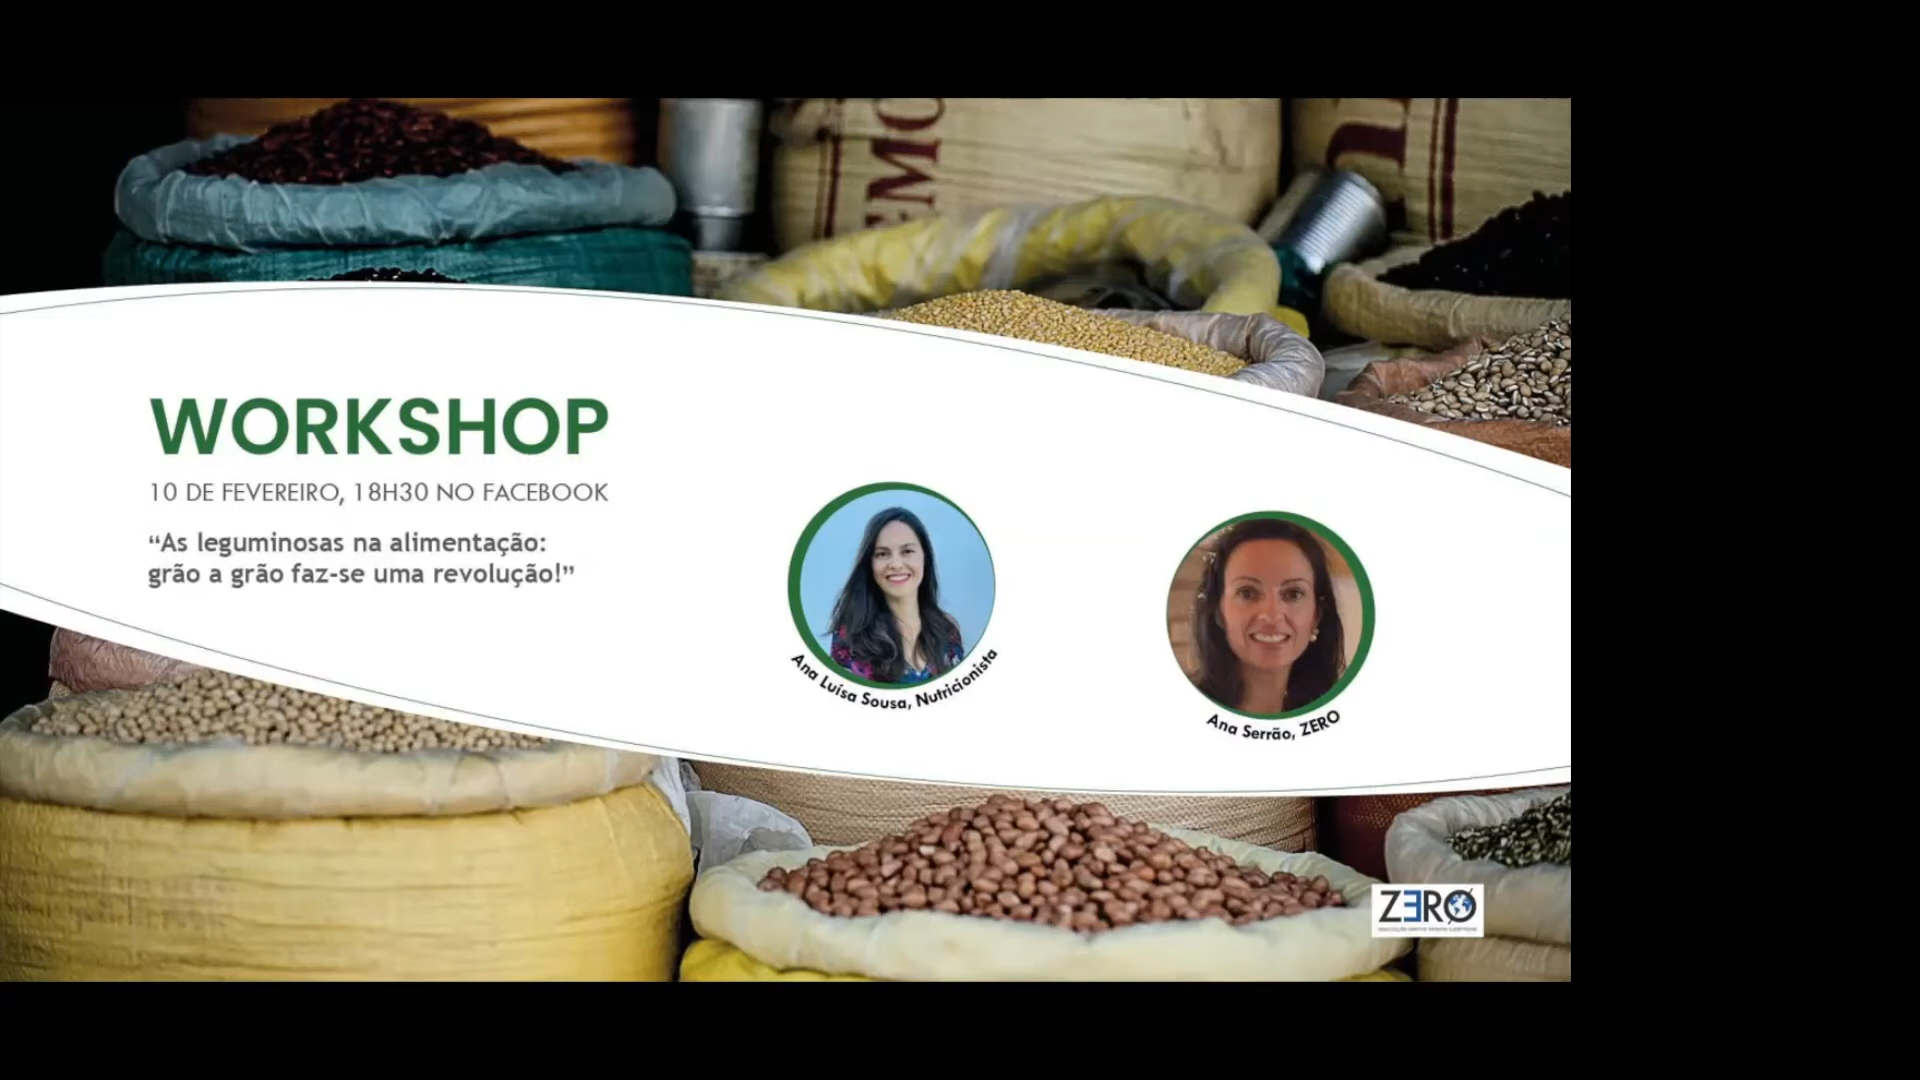 EMO
WORKSHOP
10 DE FEVEREIRO, 18H30 NO FACEBOOK
“As leguminosas na alimentação:
grão a grão faz-se uma revolução!”
Ana Luísa Sousa, Nutricionista
Ana Serrão, ZERO
ZERO